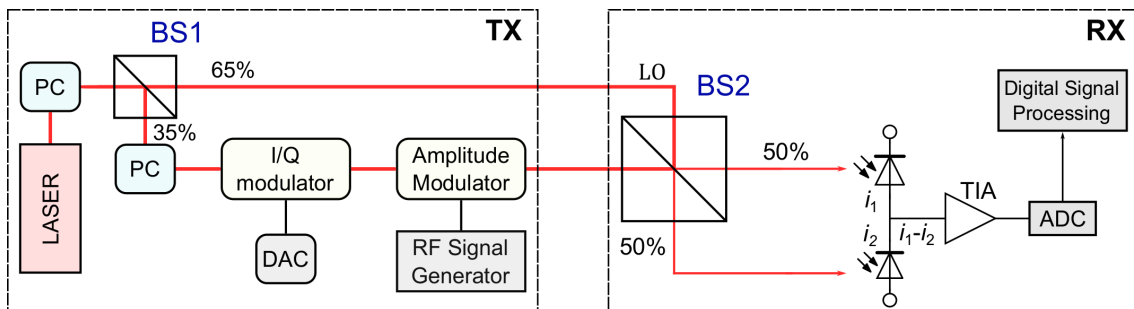 BS1
TX
RX
PC
65%
LO
BS2
Digital Signal
Processing
35%
PC
I/Q
modulator
Amplitude
Modulator
50%
TIA
LASER
i1
i2
i1-i2
ADC
50%
DAC
RF Signal
Generator